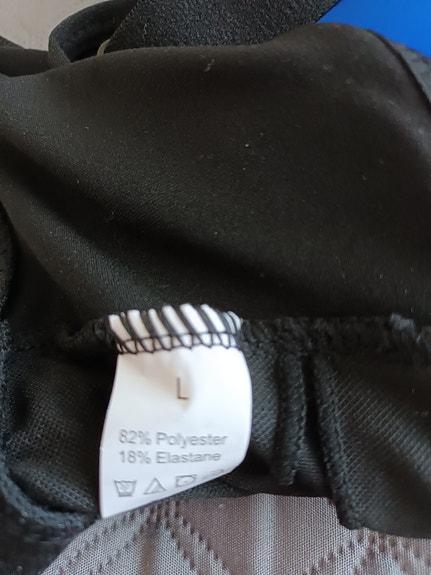 L
82% Polyester
18% Elastane